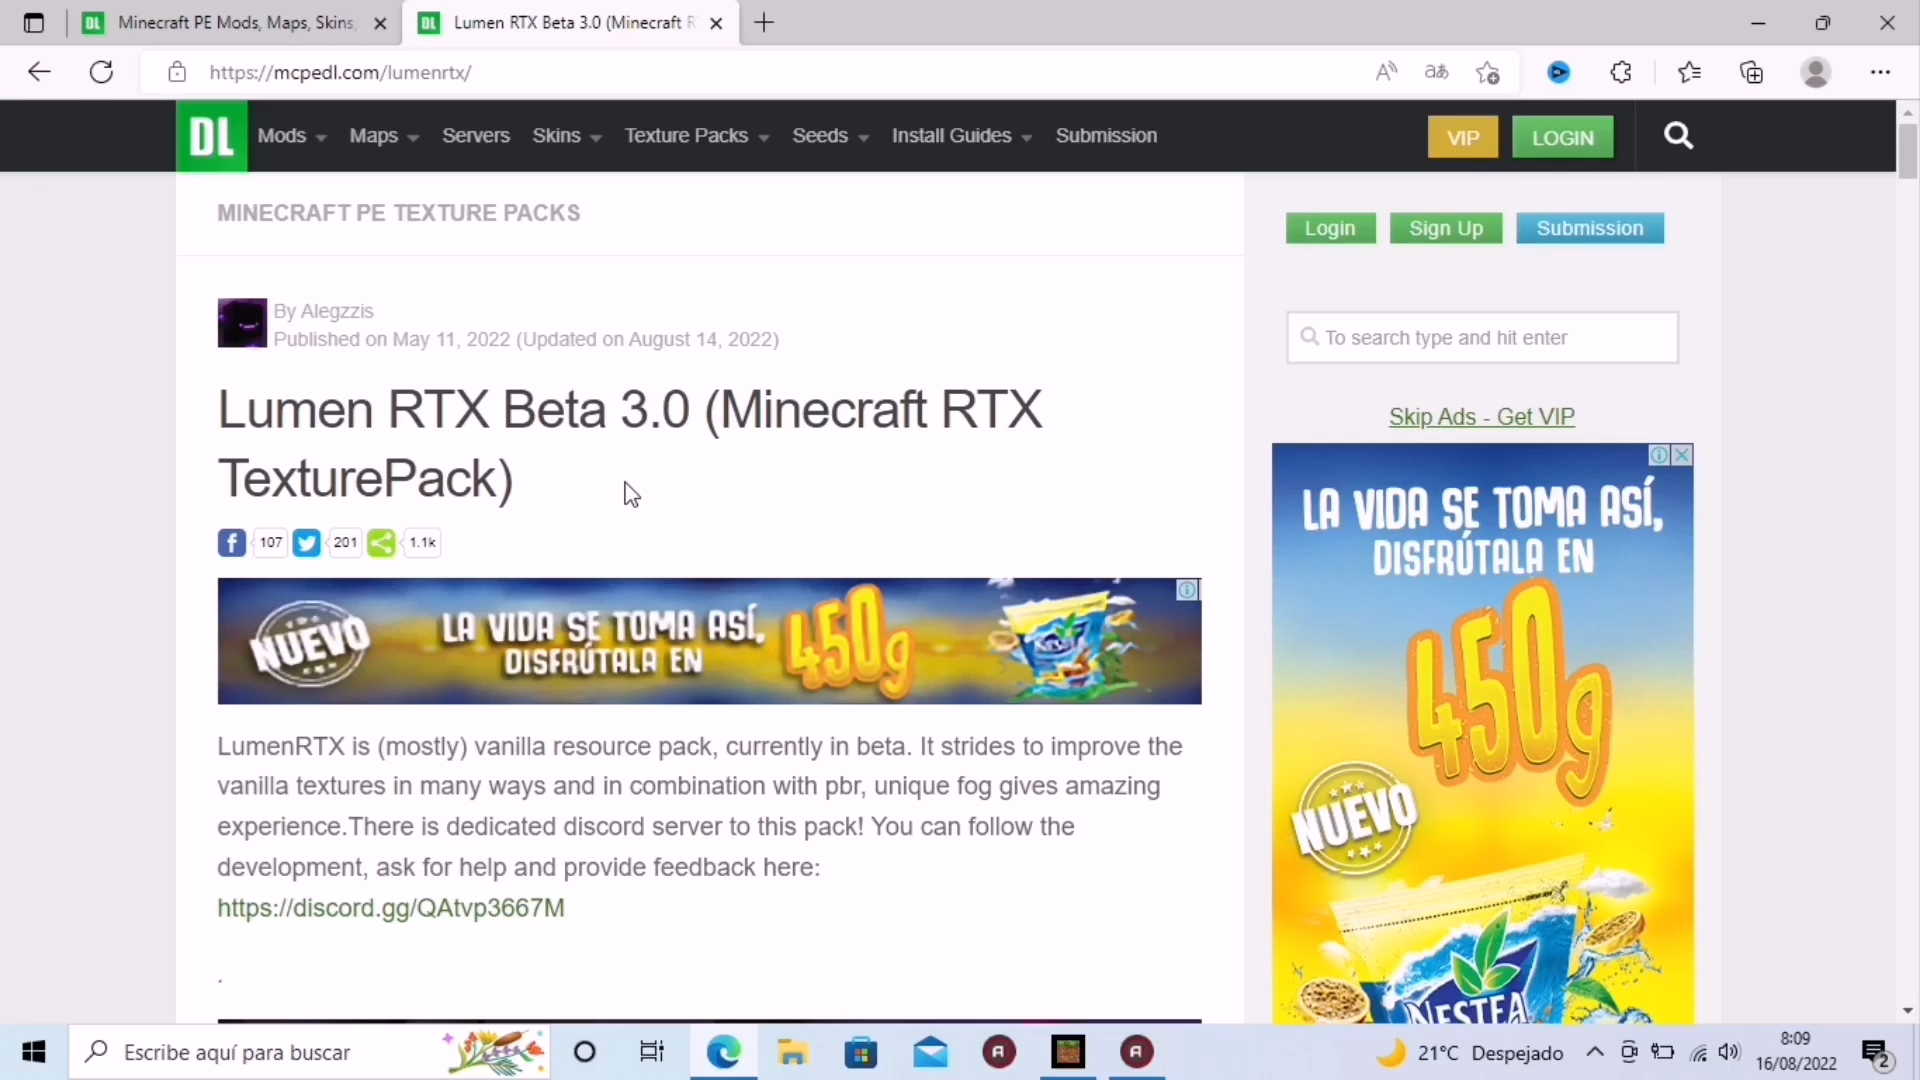 Minecraft PE Mods, Maps, Skins,
Lumen RTX Beta 3.0 (Minecraft R
https://mcpedl.com/lumenrtx/
DL
Mods
Maps
Servers
Skins
Texture Packs
Seeds
Install Guides
Submission
VIP
LOGIN
MINECRAFT PE TEXTURE PACKS
By Alegzzis
Published on May 11, 2022 (Updated on August 14, 2022)
Lumen RTX Beta 3.0 (Minecraft RTX
TexturePack)
107
201
1.1k
NUEVO
LA VIDA SE TOMA ASÍ,
DISFRÚTALA EN
450g
LumenRTX is (mostly) vanilla resource pack, currently in beta. It strides to improve the
vanilla textures in many ways and in combination with pbr, unique fog gives amazing
experience.There is dedicated discord server to this pack! You can follow the
development, ask for help and provide feedback here:
https://discord.gg/QAtvp3667M
.
Login
Sign Up
Submission
To search type and hit enter
Skip Ads - Get VIP
LA VIDA SE TOMA ASÍ,
DISFRÚTALA EN
450g
NUEVO
NESTEA
Escribe aquí para buscar
21°C Despejado
8:09
16/08/2022
2